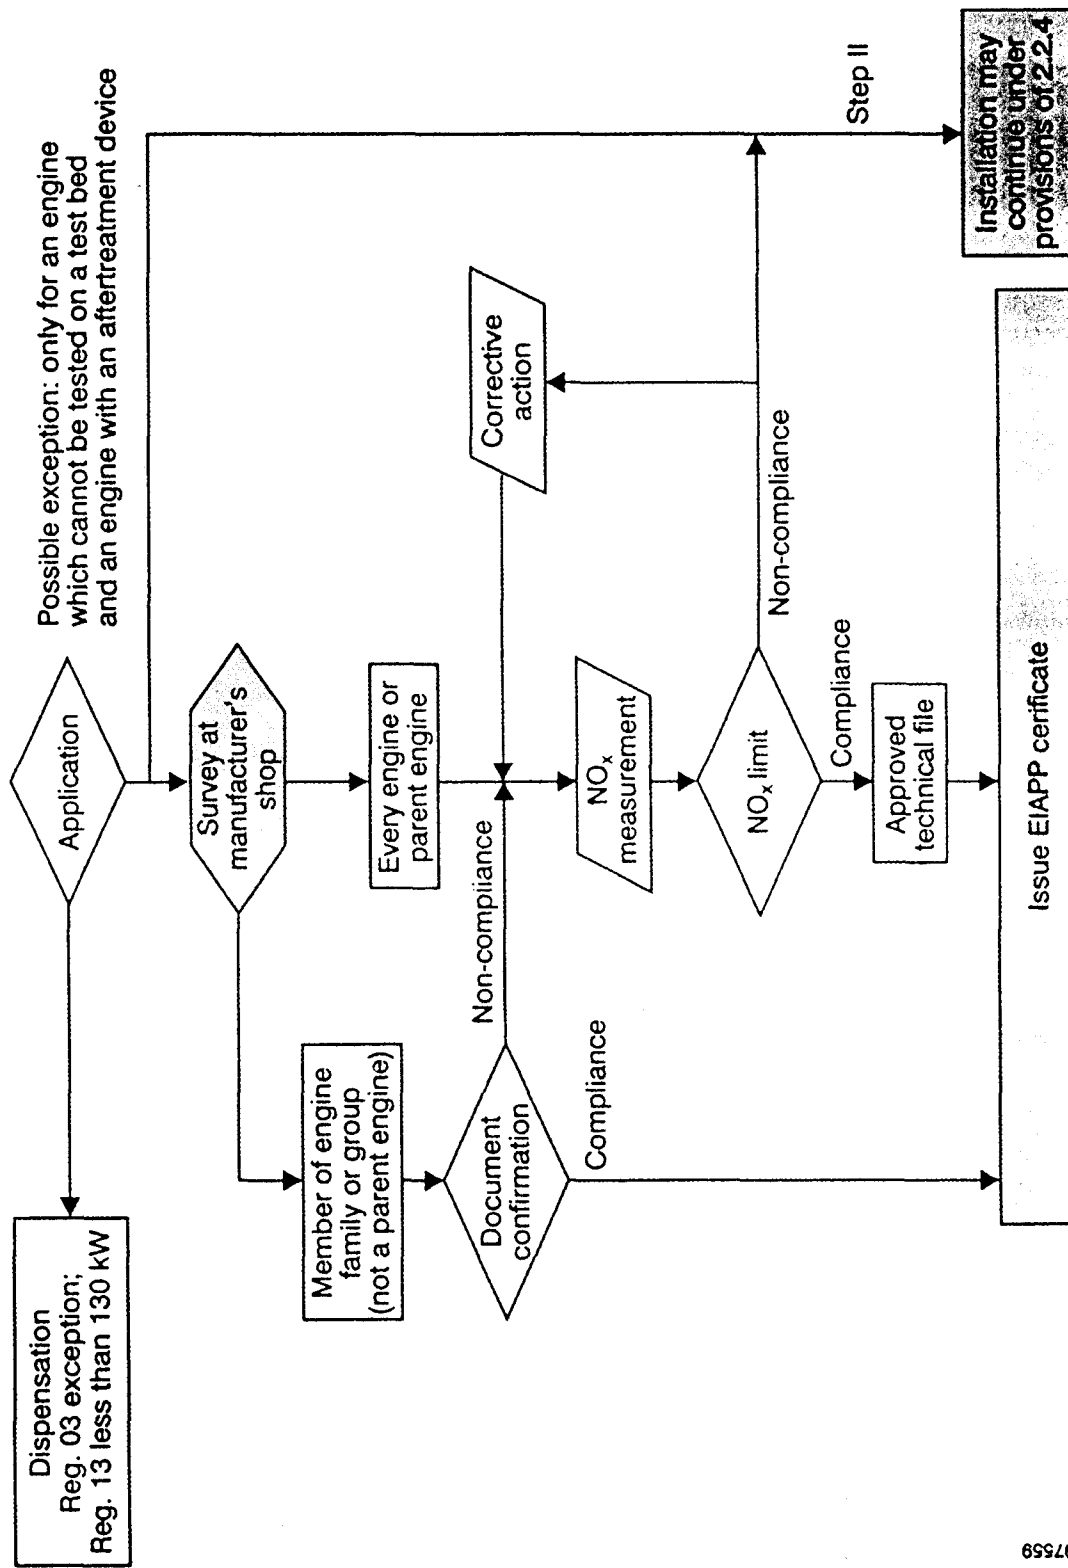 Dispensation
Reg. 03 exception;
Reg. 13 less than 130 kW
Application
Possible exception: only for an engine
which cannot be tested on a test bed
and an engine with an aftertreatment device
Survey at
manufacturer's
shop
Member of engine
family or group
(not a parent engine)
Every engine or
parent engine
Corrective
action
Document
confirmation
Non-compliance
NOx
measurement
Compliance
NOx limit
Non-compliance
Compliance
Approved
technical file
Step II
Issue EIAPP cerificate
Installation may
continue under
provisions of 2.2.4